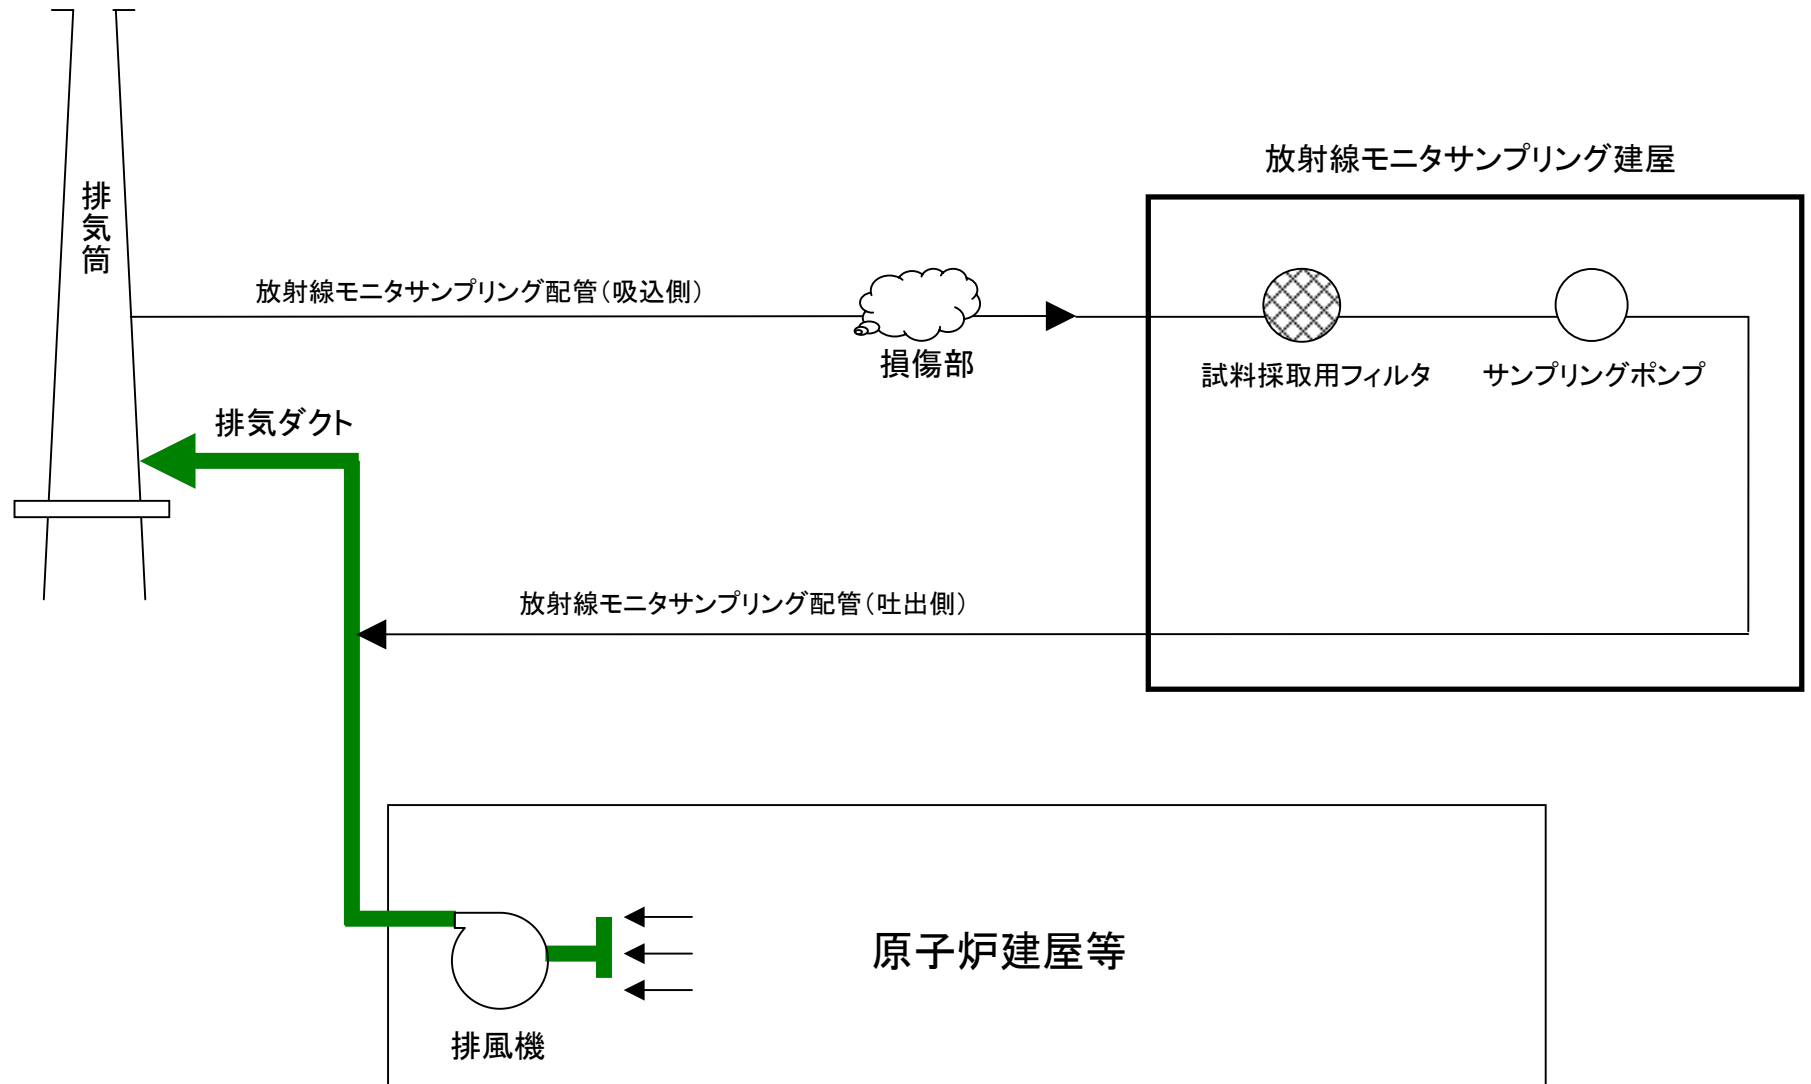 放射線モニタサンプリング建屋
排気筒
放射線モニタサンプリング配管（吸込側）
損傷部
試料採取用フィルタ
サンプリングポンプ
排気ダクト
放射線モニタサンプリング配管（吐出側）
原子炉建屋等
排風機